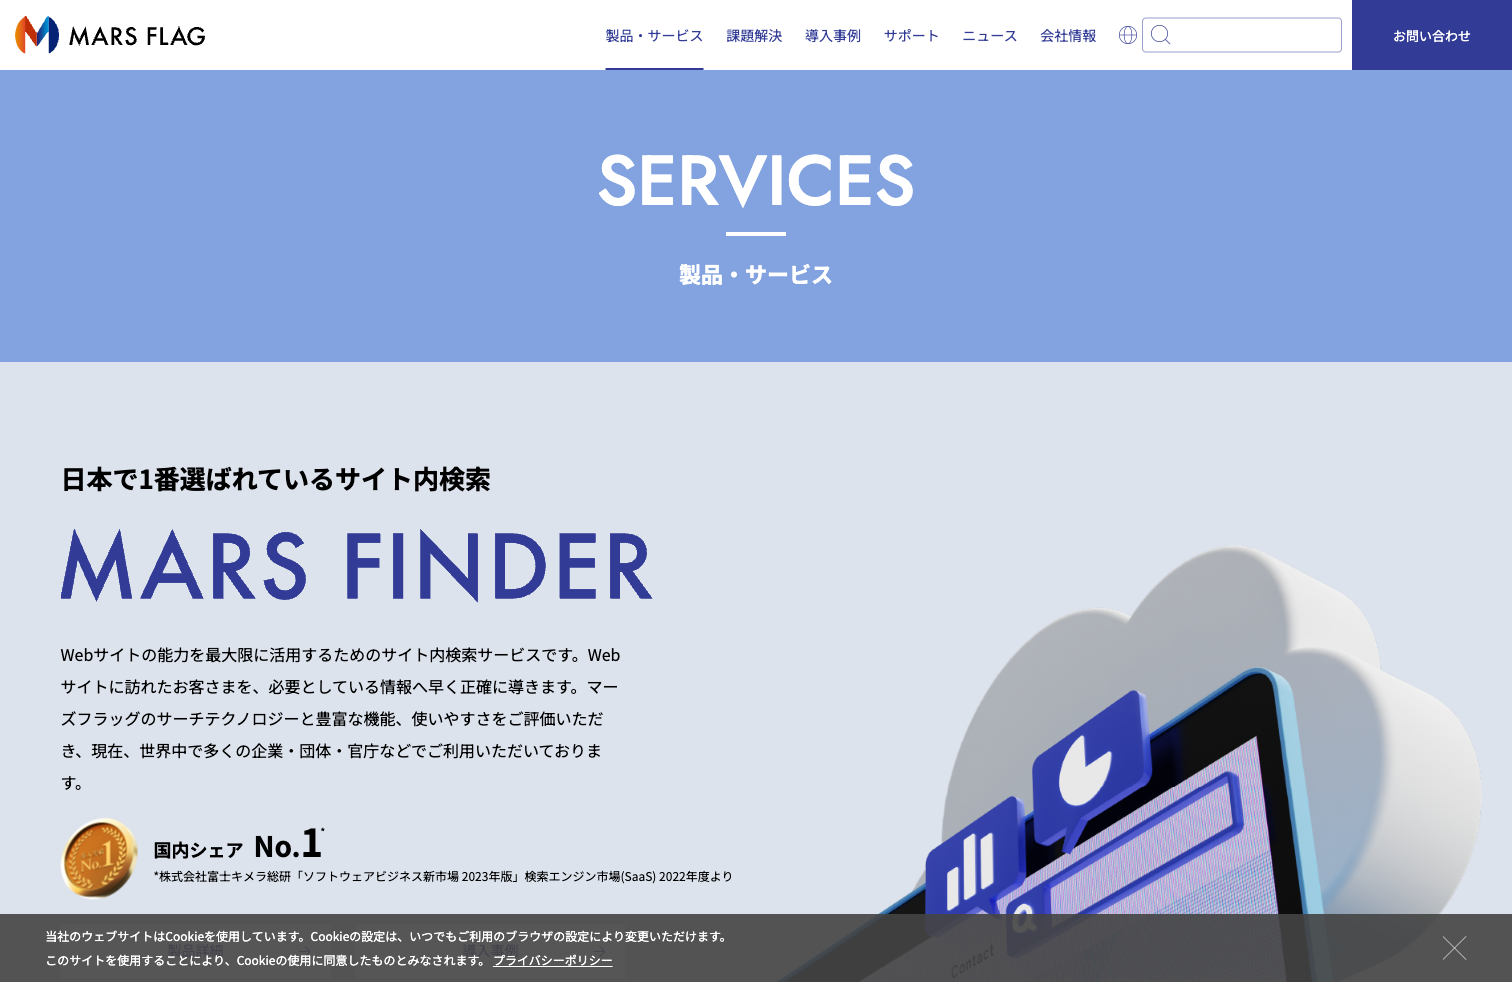 MARS FLAG
製品・サービス
課題解決
導入事例
サポート
ニュース
会社情報
お問い合わせ
SERVICES
製品・サービス
日本で1番選ばれているサイト内検索
MARS FINDER
Webサイトの能力を最大限に活用するためのサイト内検索サービスです。Web
サイトに訪れたお客さまを、必要としている情報へ早く正確に導きます。マー
ズフラッグのサーチテクノロジーと豊富な機能、使いやすさをご評価いただ
き、現在、世界中で多くの企業・団体・官庁などでご利用いただいておりま
す。
No.1
国内シェア No.1*
*株式会社富士キメラ総研「ソフトウェアビジネス新市場 2023年版」検索エンジン市場(SaaS) 2022年度より
製品詳細
導入事例
Contact
当社のウェブサイトはCookieを使用しています。Cookieの設定は、いつでもご利用のブラウザの設定により変更いただけます。
このサイトを使用することにより、Cookieの使用に同意したものとみなされます。 プライバシーポリシー